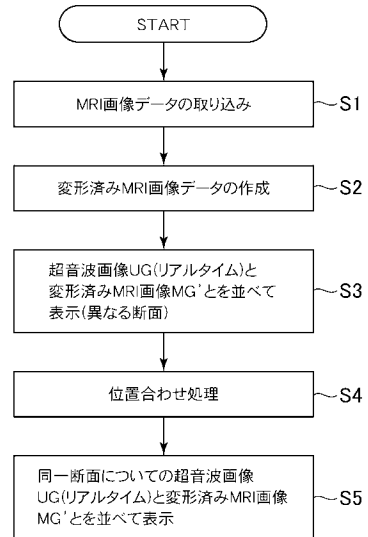 START
MRI画像データの取り込み
S1
変形済みMRI画像データの作成
S2
超音波画像UG(リアルタイム)と
変形済みMRI画像MG'とを並べて
表示(異なる断面)
S3
位置合わせ処理
S4
同一断面についての超音波画像
UG(リアルタイム)と変形済みMRI画像
MG'とを並べて表示
S5